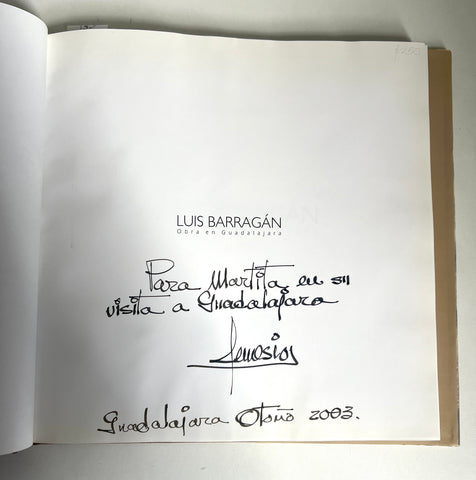 LUIS BARRAGÁN
Obra en Guadalajara
Para Martita en su
visita a Guadalajara
Guadalajara Otoño 2003.